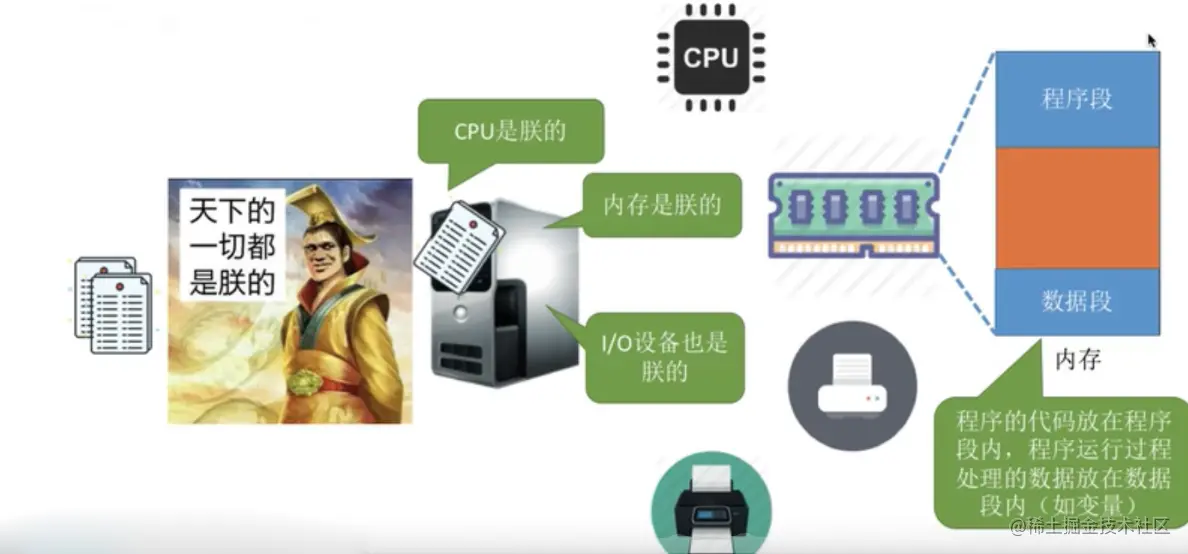 CPU
CPU是朕的
天下的
一切都
是朕的
内存是朕的
I/O设备也是
朕的
程序段
数据段
内存
程序的代码放在程序
段内，程序运行过程
处理的数据放在数据
段内（如变量）
@稀土掘金技术社区